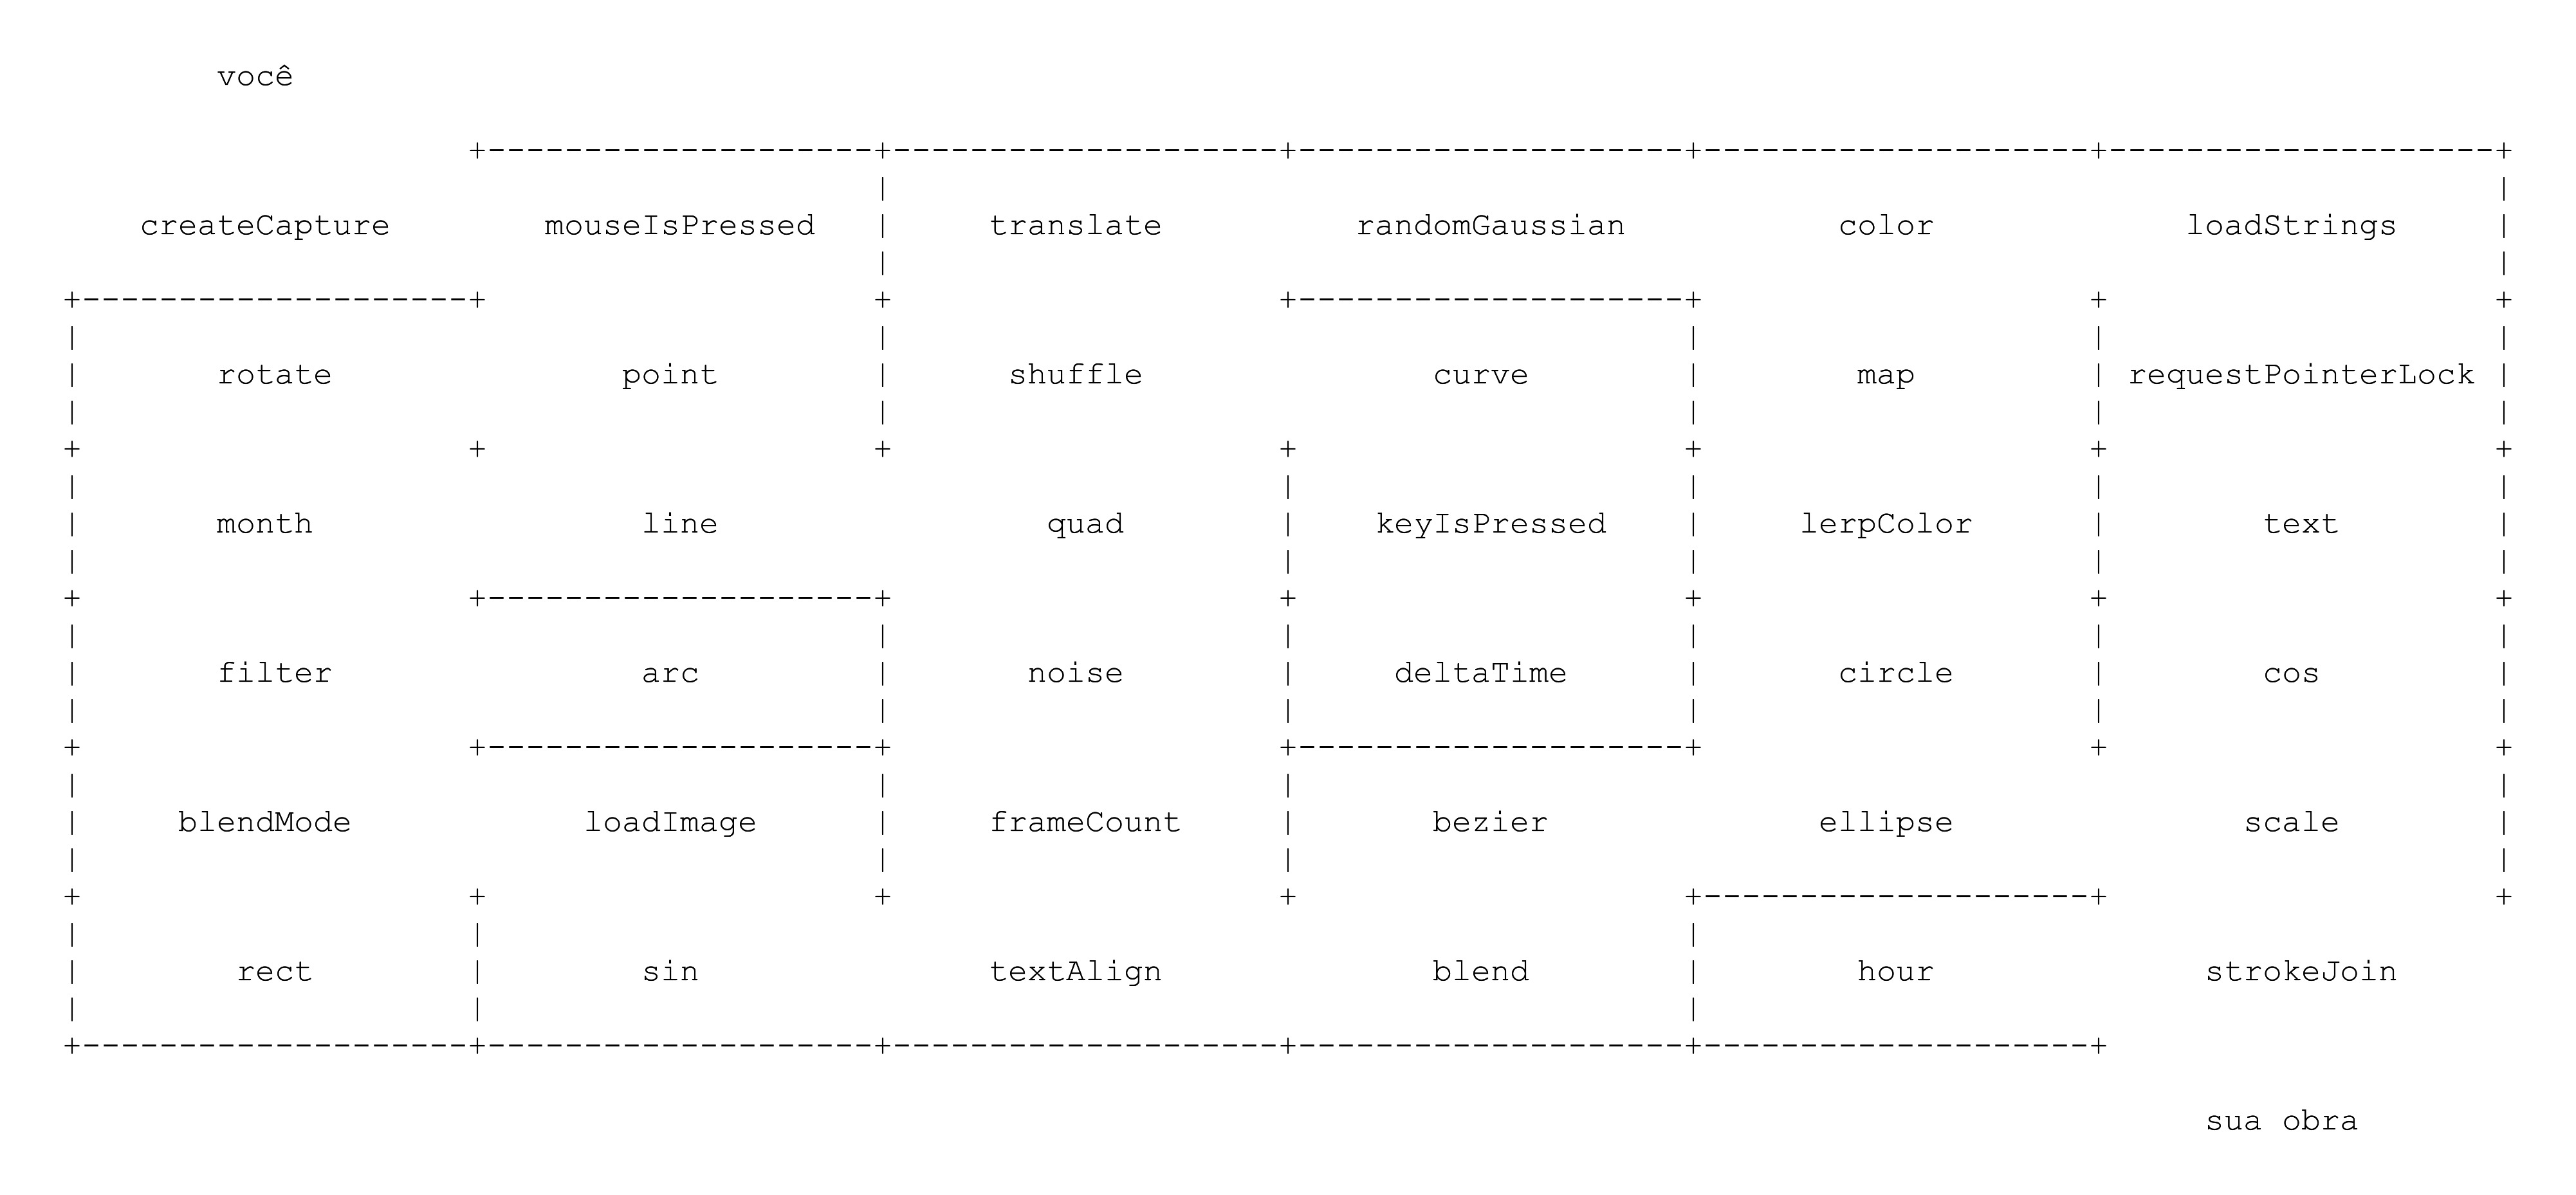 você
createCapture mouseIsPressed translate randomGaussian color loadStrings
rotate point shuffle curve map requestPointerLock
month line quad keyIsPressed lerpColor text
filter arc noise deltaTime circle cos
blendMode loadImage frameCount bezier ellipse scale
rect sin textAlign blend hour strokeJoin
sua obra